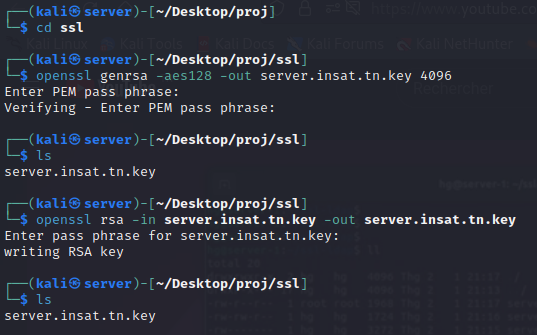 ┌──(kali㉿server)-[~/Desktop/proj]
└─$ cd ssl
┌──(kali㉿server)-[~/Desktop/proj/ssl]
└─$ openssl genrsa -aes128 -out server.insat.tn.key 4096
Enter PEM pass phrase:
Verifying - Enter PEM pass phrase:
┌──(kali㉿server)-[~/Desktop/proj/ssl]
└─$ ls
server.insat.tn.key
┌──(kali㉿server)-[~/Desktop/proj/ssl]
└─$ openssl rsa -in server.insat.tn.key -out server.insat.tn.key
Enter pass phrase for server.insat.tn.key:
writing RSA key
┌──(kali㉿server)-[~/Desktop/proj/ssl]
└─$ ls
server.insat.tn.key